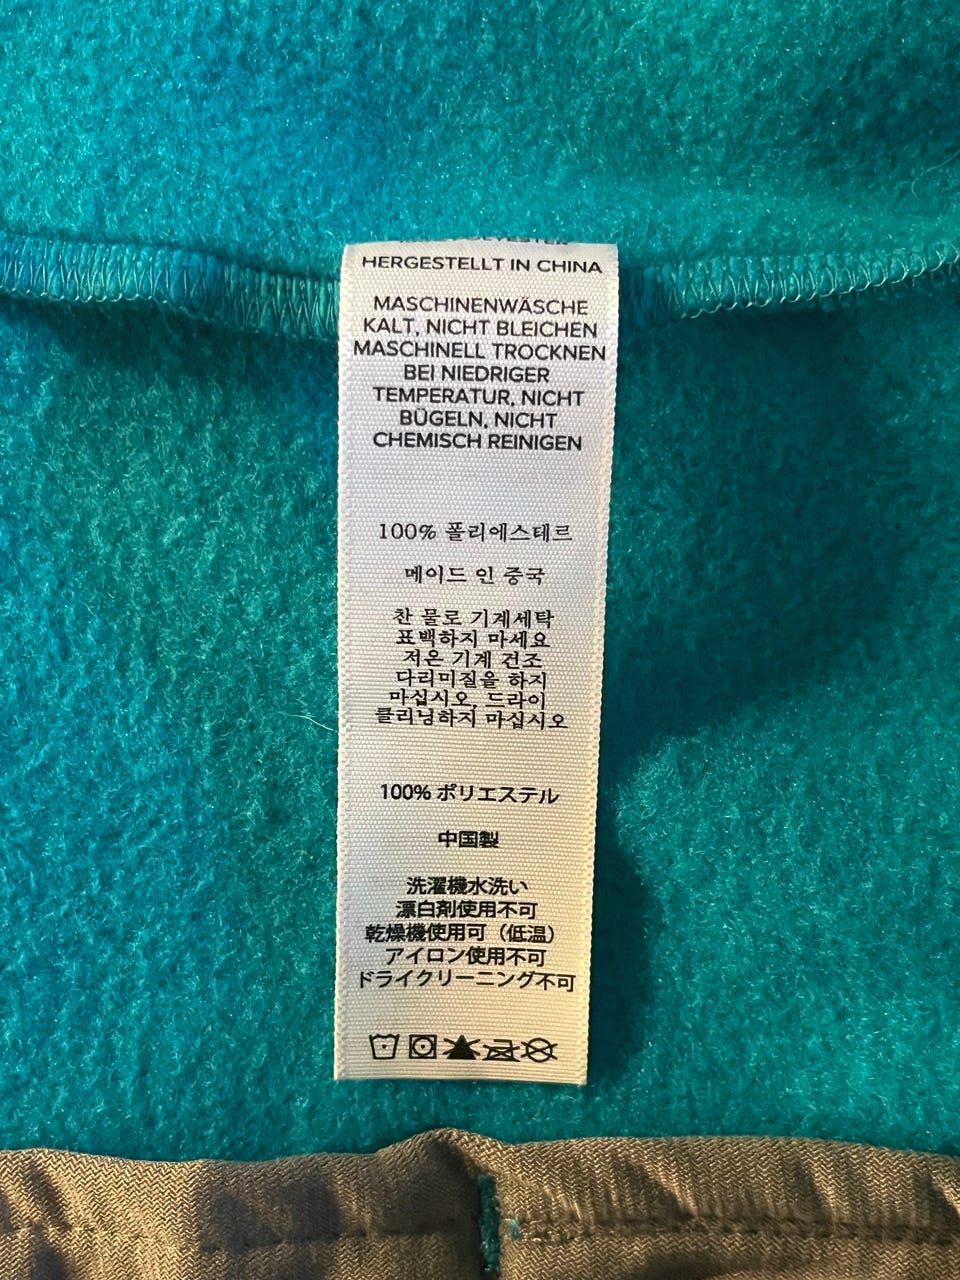 HERGESTELLT IN CHINA
MASCHINENWÄSCHE
KALT, NICHT BLEICHEN
MASCHINELL TROCKNEN
BEI NIEDRIGER
TEMPERATUR, NICHT
BÜGELN, NICHT
CHEMISCH REINIGEN
100% 폴리에스테르
메이드 인 중국
찬 물로 기계세탁
표백하지 마세요
저온 기계 건조
다리미질을 하지
마십시오, 드라이
클리닝하지 마십시오
100% ポリエステル
中国製
洗濯機水洗い
漂白剤使用不可
乾燥機使用可（低温）
アイロン使用不可
ドライクリーニング不可